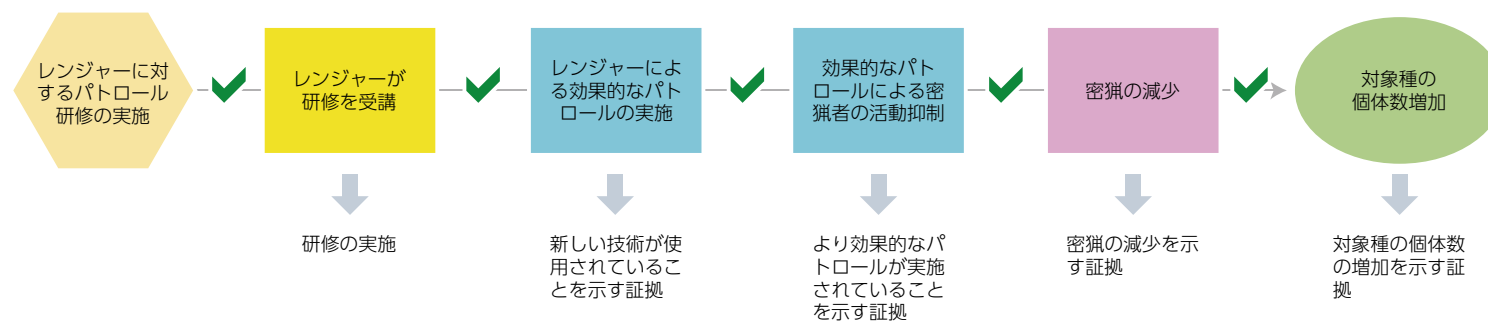 レンジャーに対
するパトロール
研修の実施
レンジャーが
研修を受講
レンジャーによ
る効果的なパト
ロールの実施
効果的なパト
ロールによる密
猟者の活動抑制
密猟の減少
対象種の
個体数増加
研修の実施
新しい技術が使
用されているこ
とを示す証拠
より効果的なパ
トロールが実施
されていること
を示す証拠
密猟の減少を示
す証拠
対象種の個体数
の増加を示す証
拠